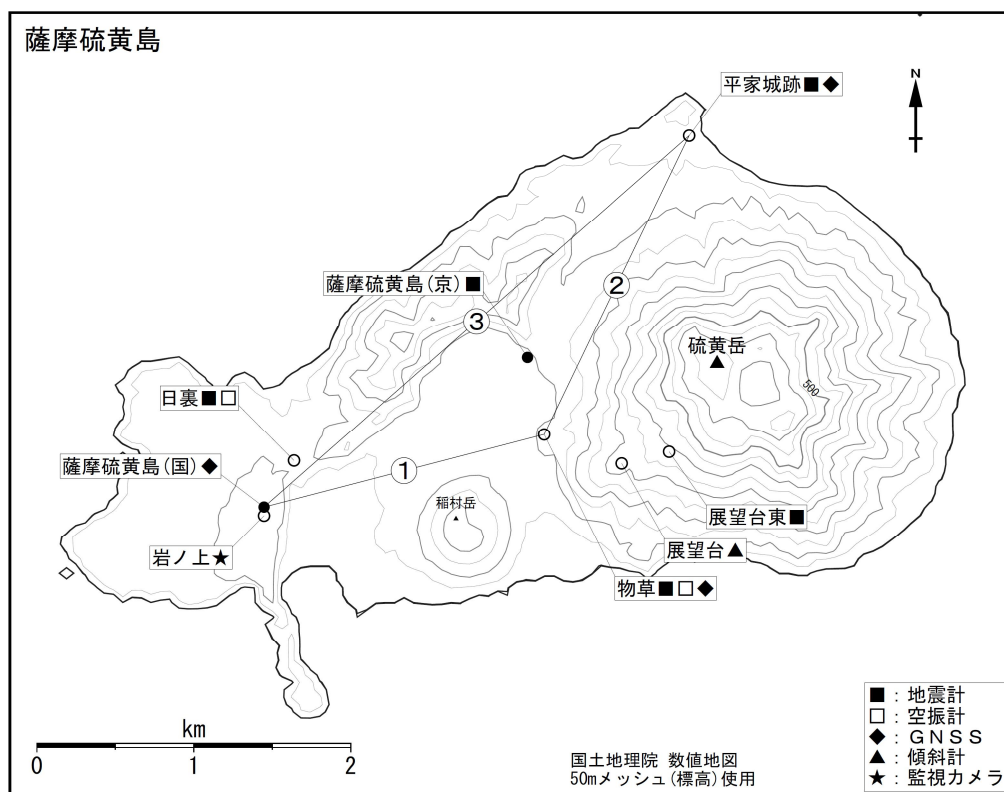 薩摩硫黄島
平家城跡■◆
N
薩摩硫黄島(京)■
②
③
硫黄岳
500
日裏■□
薩摩硫黄島(国)◆
①
稲村岳
岩ノ上★
展望台東■
展望台▲
物草■□◆
km
0 1 2
国土地理院 数値地図
50mメッシュ(標高)使用
■：地震計
□：空振計
◆：ＧＮＳＳ
▲：傾斜計
★：監視カメラ